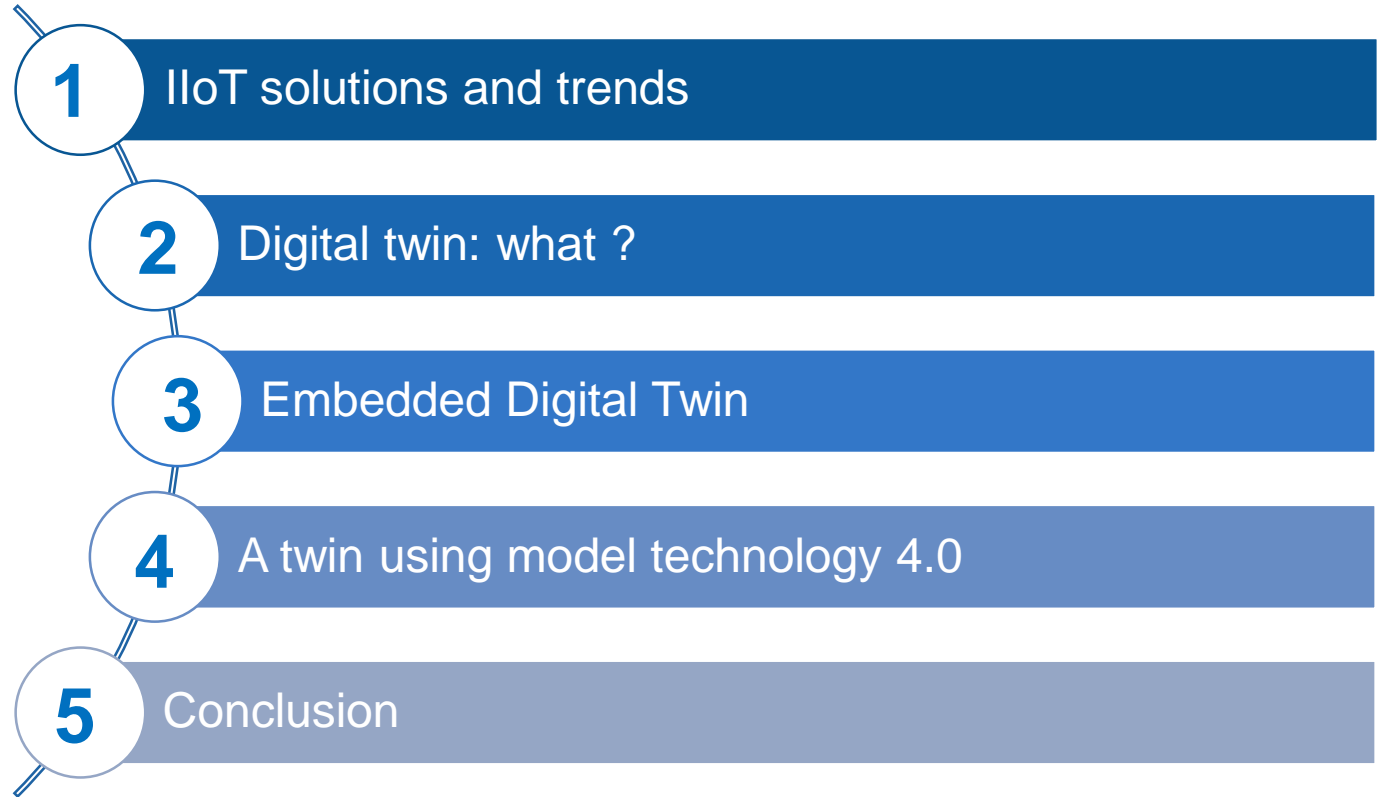 1 IIoT solutions and trends
2 Digital twin: what ?
3 Embedded Digital Twin
4 A twin using model technology 4.0
5 Conclusion